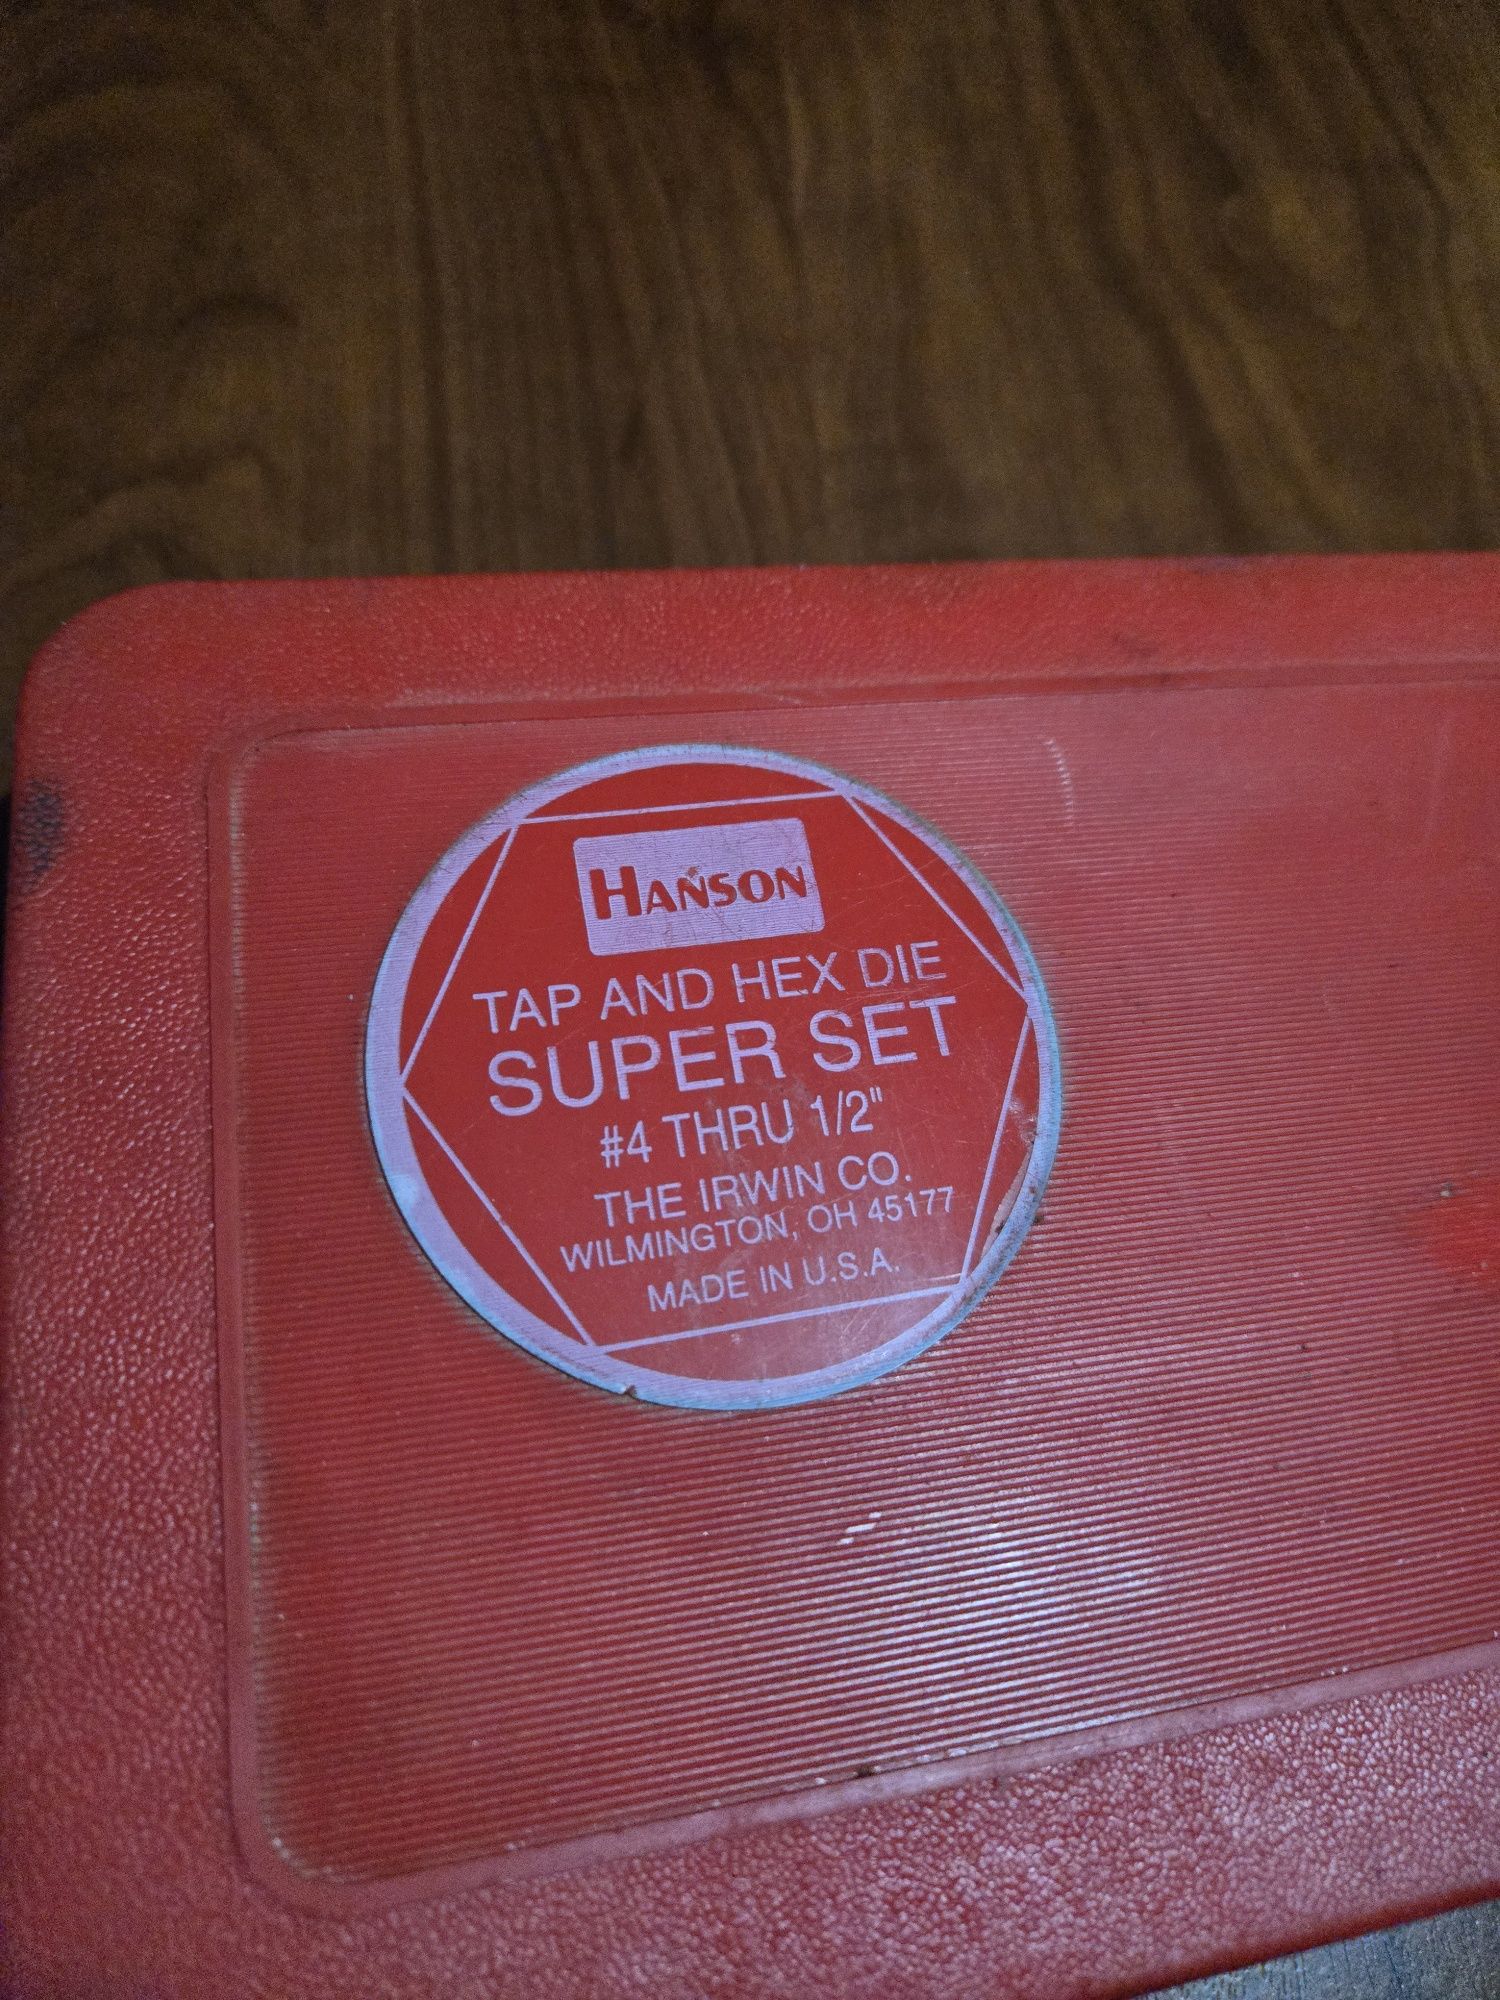 HANSON
TAP AND HEX DIE
SUPER SET
#4 THRU 1/2"
THE IRWIN CO.
WILMINGTON, OH 45177
MADE IN U.S.A.